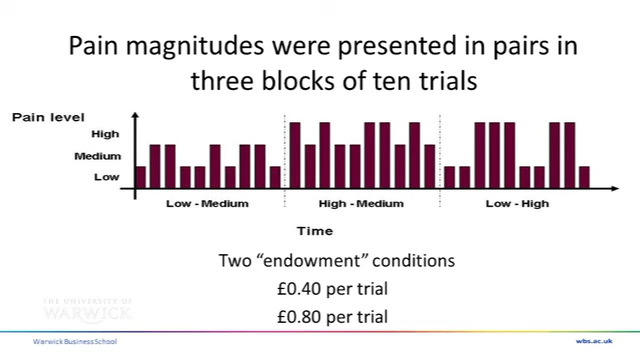 Pain magnitudes were presented in pairs in
three blocks of ten trials
Pain level
High
Medium
Low
Low - Medium
High - Medium
Low - High
Time
Two “endowment” conditions
£0.40 per trial
£0.80 per trial
THE UNIVERSITY OF
WARWICK
Warwick Business School
wbs.ac.uk